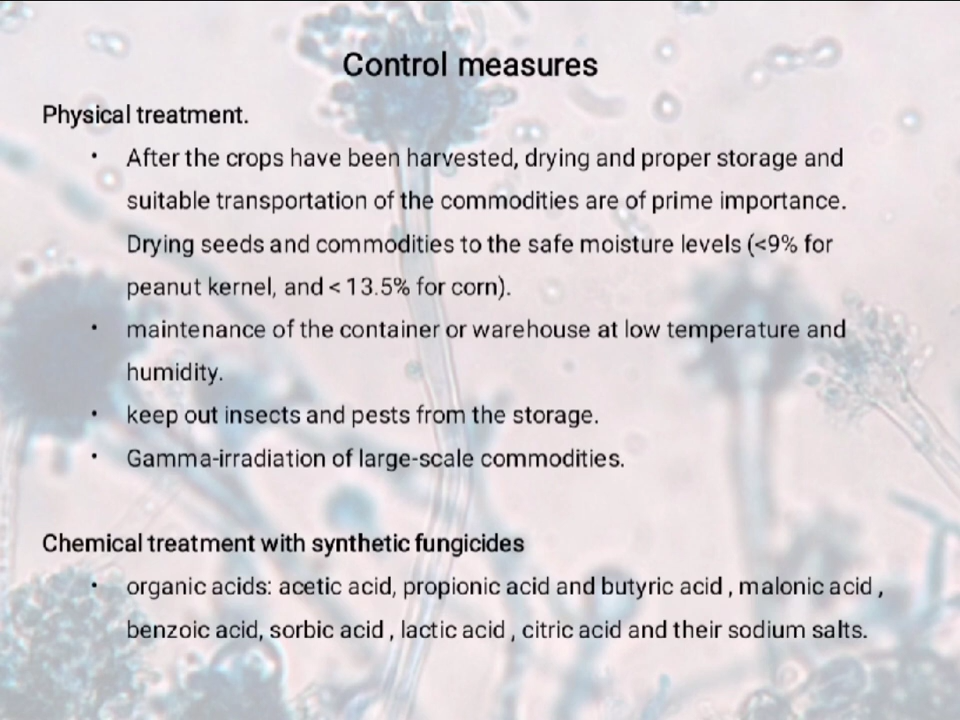 Control measures
Physical treatment.
• After the crops have been harvested, drying and proper storage and
suitable transportation of the commodities are of prime importance.
Drying seeds and commodities to the safe moisture levels (<9% for
peanut kernel, and < 13.5% for corn).
• maintenance of the container or warehouse at low temperature and
humidity.
• keep out insects and pests from the storage.
• Gamma-irradiation of large-scale commodities.
Chemical treatment with synthetic fungicides
• organic acids: acetic acid, propionic acid and butyric acid , malonic acid ,
benzoic acid, sorbic acid , lactic acid , citric acid and their sodium salts.